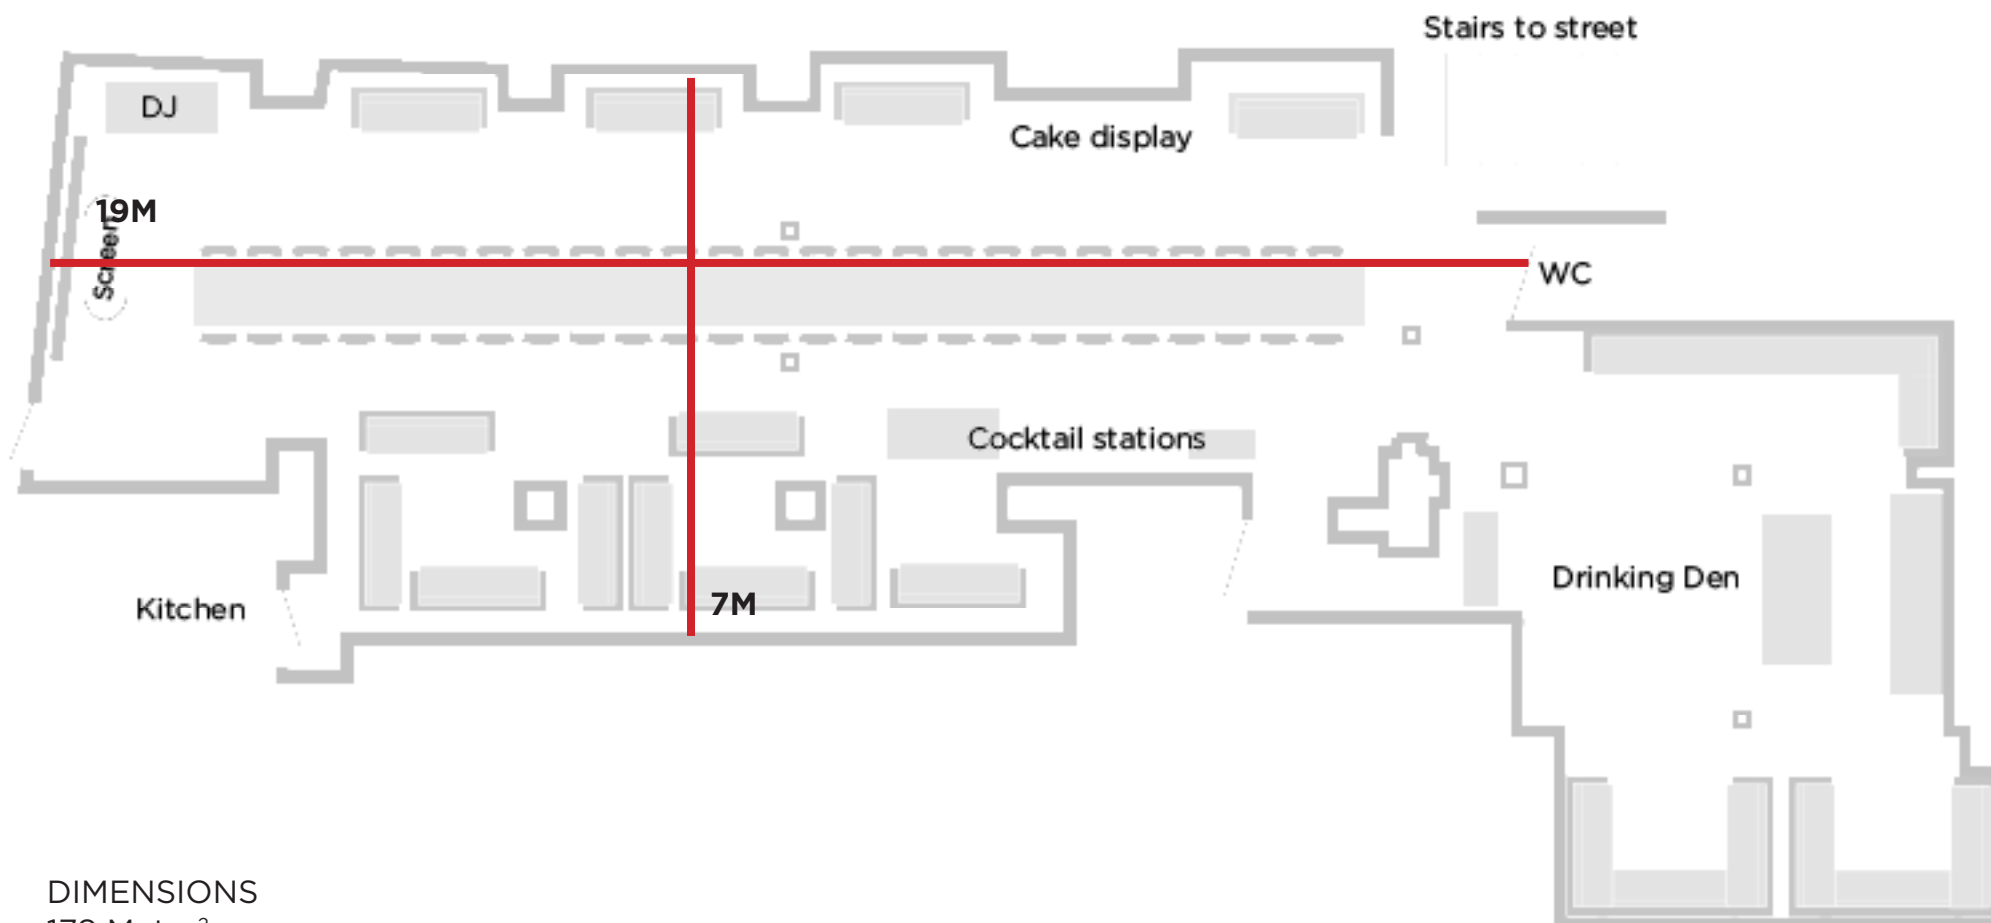 Stairs to street
DJ
Cake display
19M
Screen
WC
Cocktail stations
Drinking Den
7M
Kitchen
DIMENSIONS